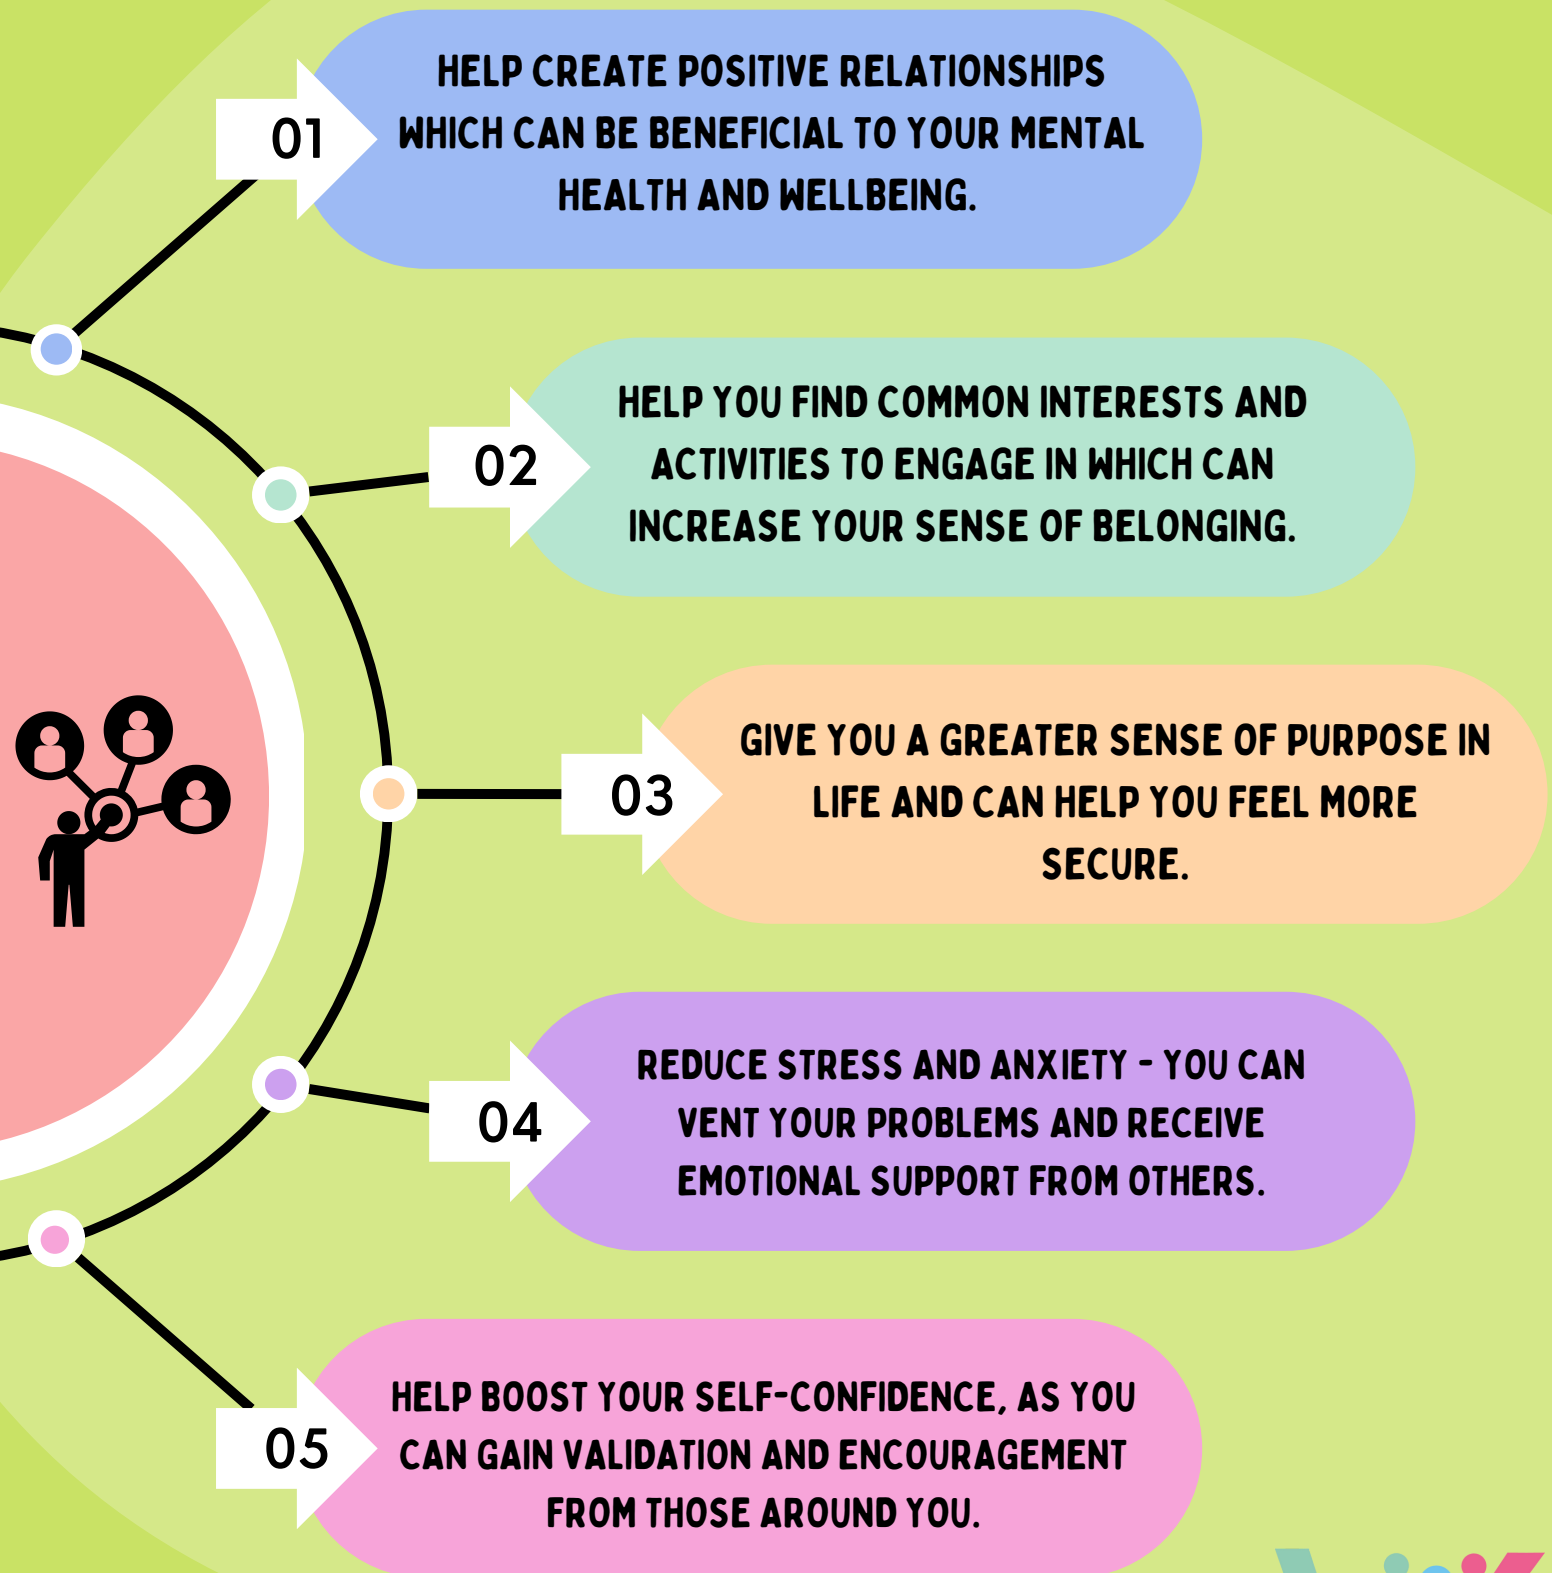 01
HELP CREATE POSITIVE RELATIONSHIPS
WHICH CAN BE BENEFICIAL TO YOUR MENTAL
HEALTH AND WELLBEING.
02
HELP YOU FIND COMMON INTERESTS AND
ACTIVITIES TO ENGAGE IN WHICH CAN
INCREASE YOUR SENSE OF BELONGING.
03
GIVE YOU A GREATER SENSE OF PURPOSE IN
LIFE AND CAN HELP YOU FEEL MORE
SECURE.
04
REDUCE STRESS AND ANXIETY - YOU CAN
VENT YOUR PROBLEMS AND RECEIVE
EMOTIONAL SUPPORT FROM OTHERS.
05
HELP BOOST YOUR SELF-CONFIDENCE, AS YOU
CAN GAIN VALIDATION AND ENCOURAGEMENT
FROM THOSE AROUND YOU.